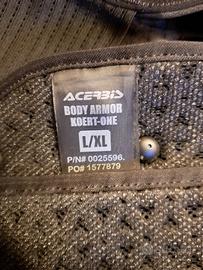 ACERBIS
BODY ARMOR
KOERT-ONE
L/XL
P/N# 0025596.
PO# 1577879